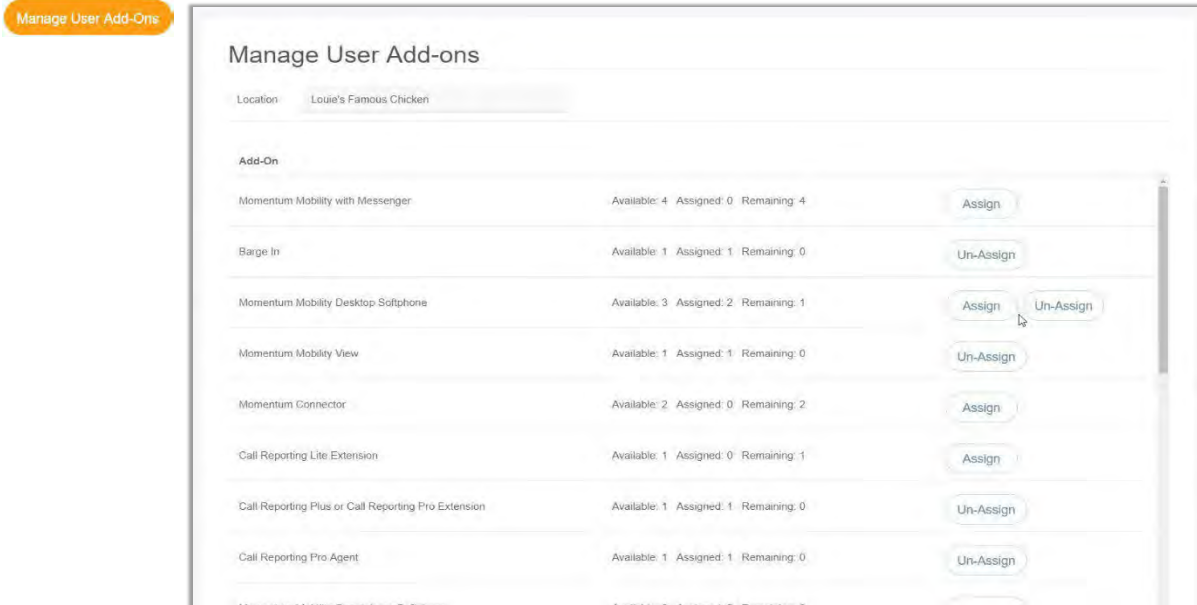 Manage User Add-Ons
Manage User Add-ons
Location Louie's Famous Chicken
Add-On
Momentum Mobility with Messenger Available: 4 Assigned: 0 Remaining: 4 Assign
Barge In Available: 1 Assigned: 1 Remaining: 0 Un-Assign
Momentum Mobility Desktop Softphone Available: 3 Assigned: 2 Remaining: 1 Assign Un-Assign
Momentum Mobility View Available: 1 Assigned: 1 Remaining: 0 Un-Assign
Momentum Connector Available: 2 Assigned: 0 Remaining: 2 Assign
Call Reporting Lite Extension Available: 1 Assigned: 0 Remaining: 1 Assign
Call Reporting Plus or Call Reporting Pro Extension Available: 1 Assigned: 1 Remaining: 0 Un-Assign
Call Reporting Pro Agent Available: 1 Assigned: 1 Remaining: 0 Un-Assign